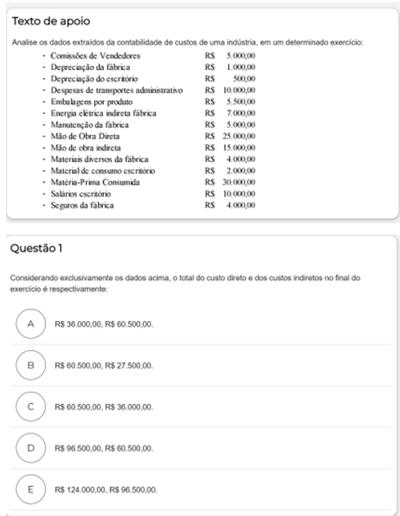 Texto de apoio
Analise os dados extraídos da contabilidade de custos de uma indústria, em um determinado exercício:
• Comissões de Vendedores R$ 5.000,00
• Depreciação da fábrica R$ 1.000,00
• Depreciação do escritório R$ 500,00
• Despesas de transportes administrativo R$ 10.000,00
• Embalagens por produto R$ 5.500,00
• Energia elétrica indireta fábrica R$ 7.000,00
• Manutenção da fábrica R$ 5.000,00
• Mão de Obra Direta R$ 25.000,00
• Mão de obra indireta R$ 15.000,00
• Materiais diversos da fábrica R$ 4.000,00
• Material de consumo escritório R$ 2.000,00
• Matéria-Prima Consumida R$ 30.000,00
• Salários escritório R$ 10.000,00
• Seguros da fábrica R$ 4.000,00
Questão 1
Considerando exclusivamente os dados acima, o total do custo direto e dos custos indiretos no final do
exercício é respectivamente:
A R$ 36.000,00, R$ 60.500,00.
B R$ 60.500,00, R$ 27.500,00.
C R$ 60.500,00, R$ 36.000,00.
D R$ 96.500,00, R$ 60.500,00.
E R$ 124.000,00, R$ 96.500,00.